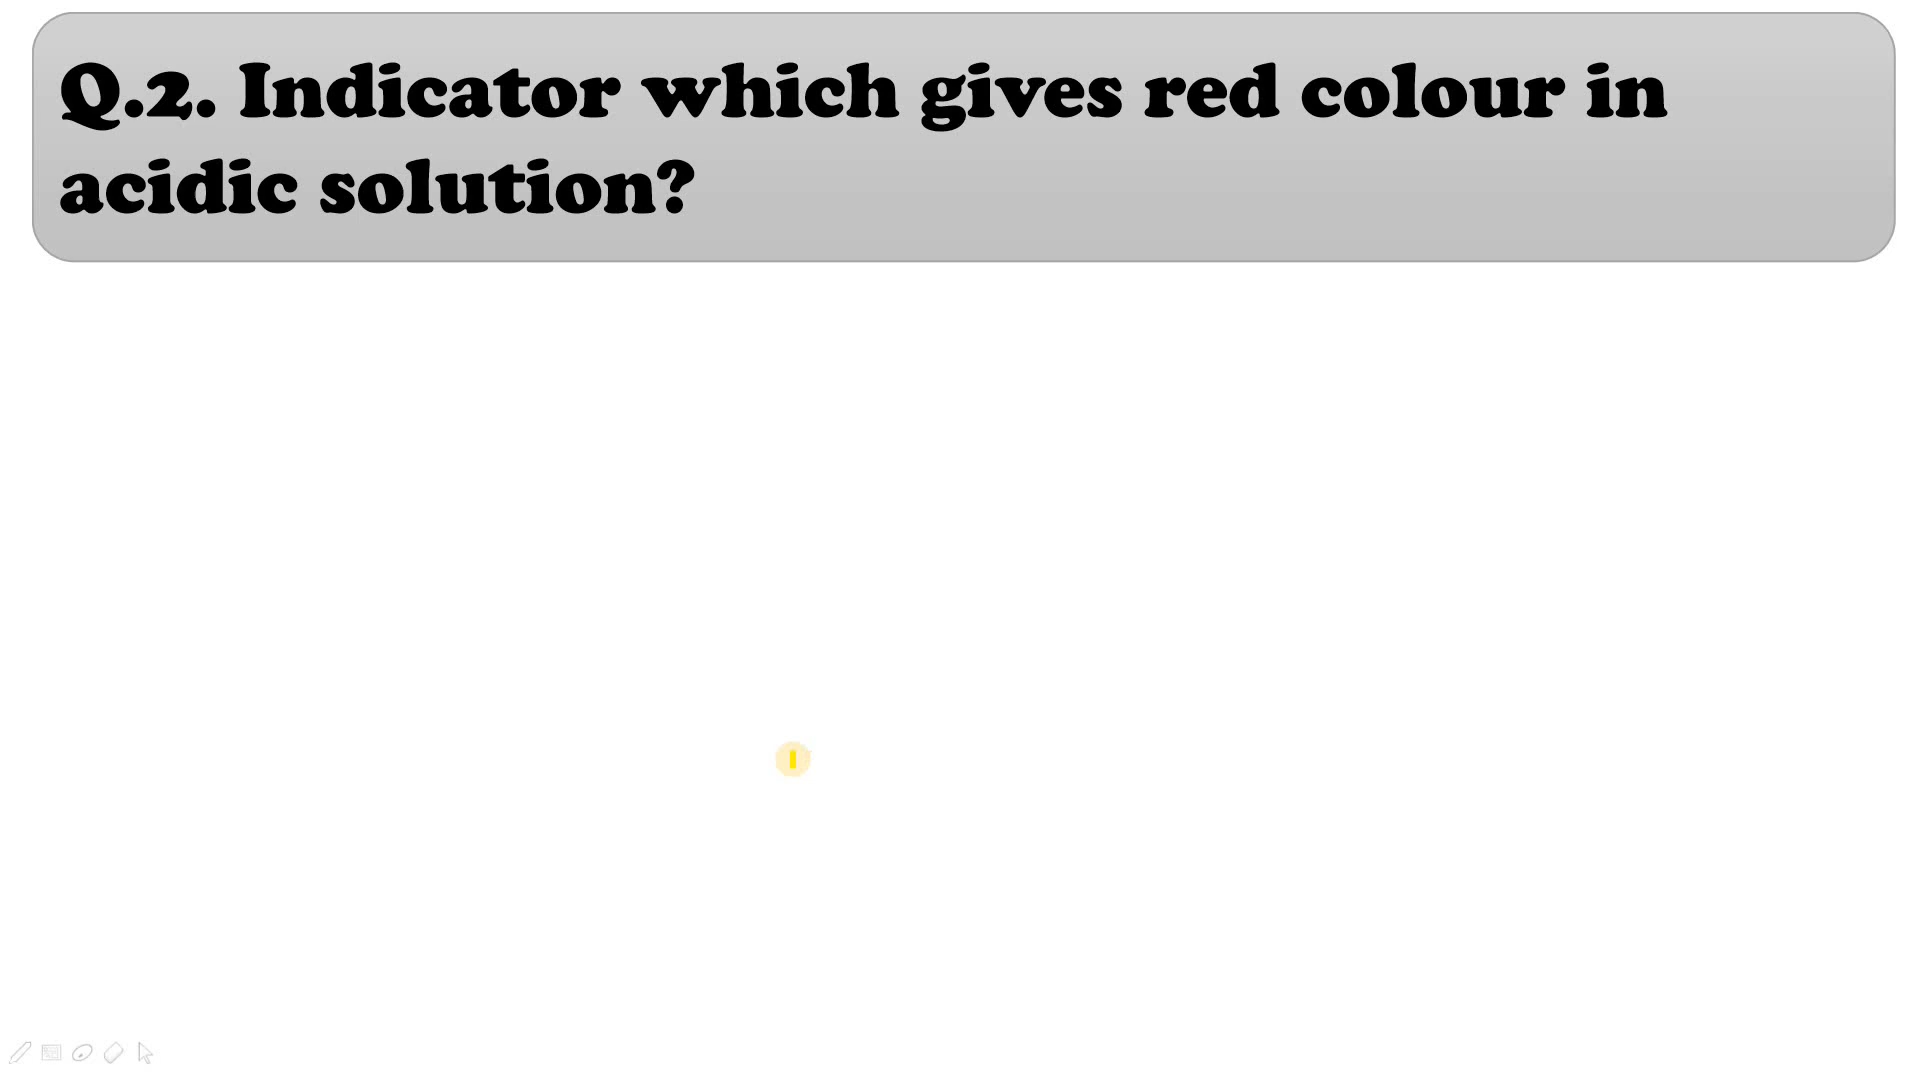 Q.2. Indicator which gives red colour in
acidic solution?